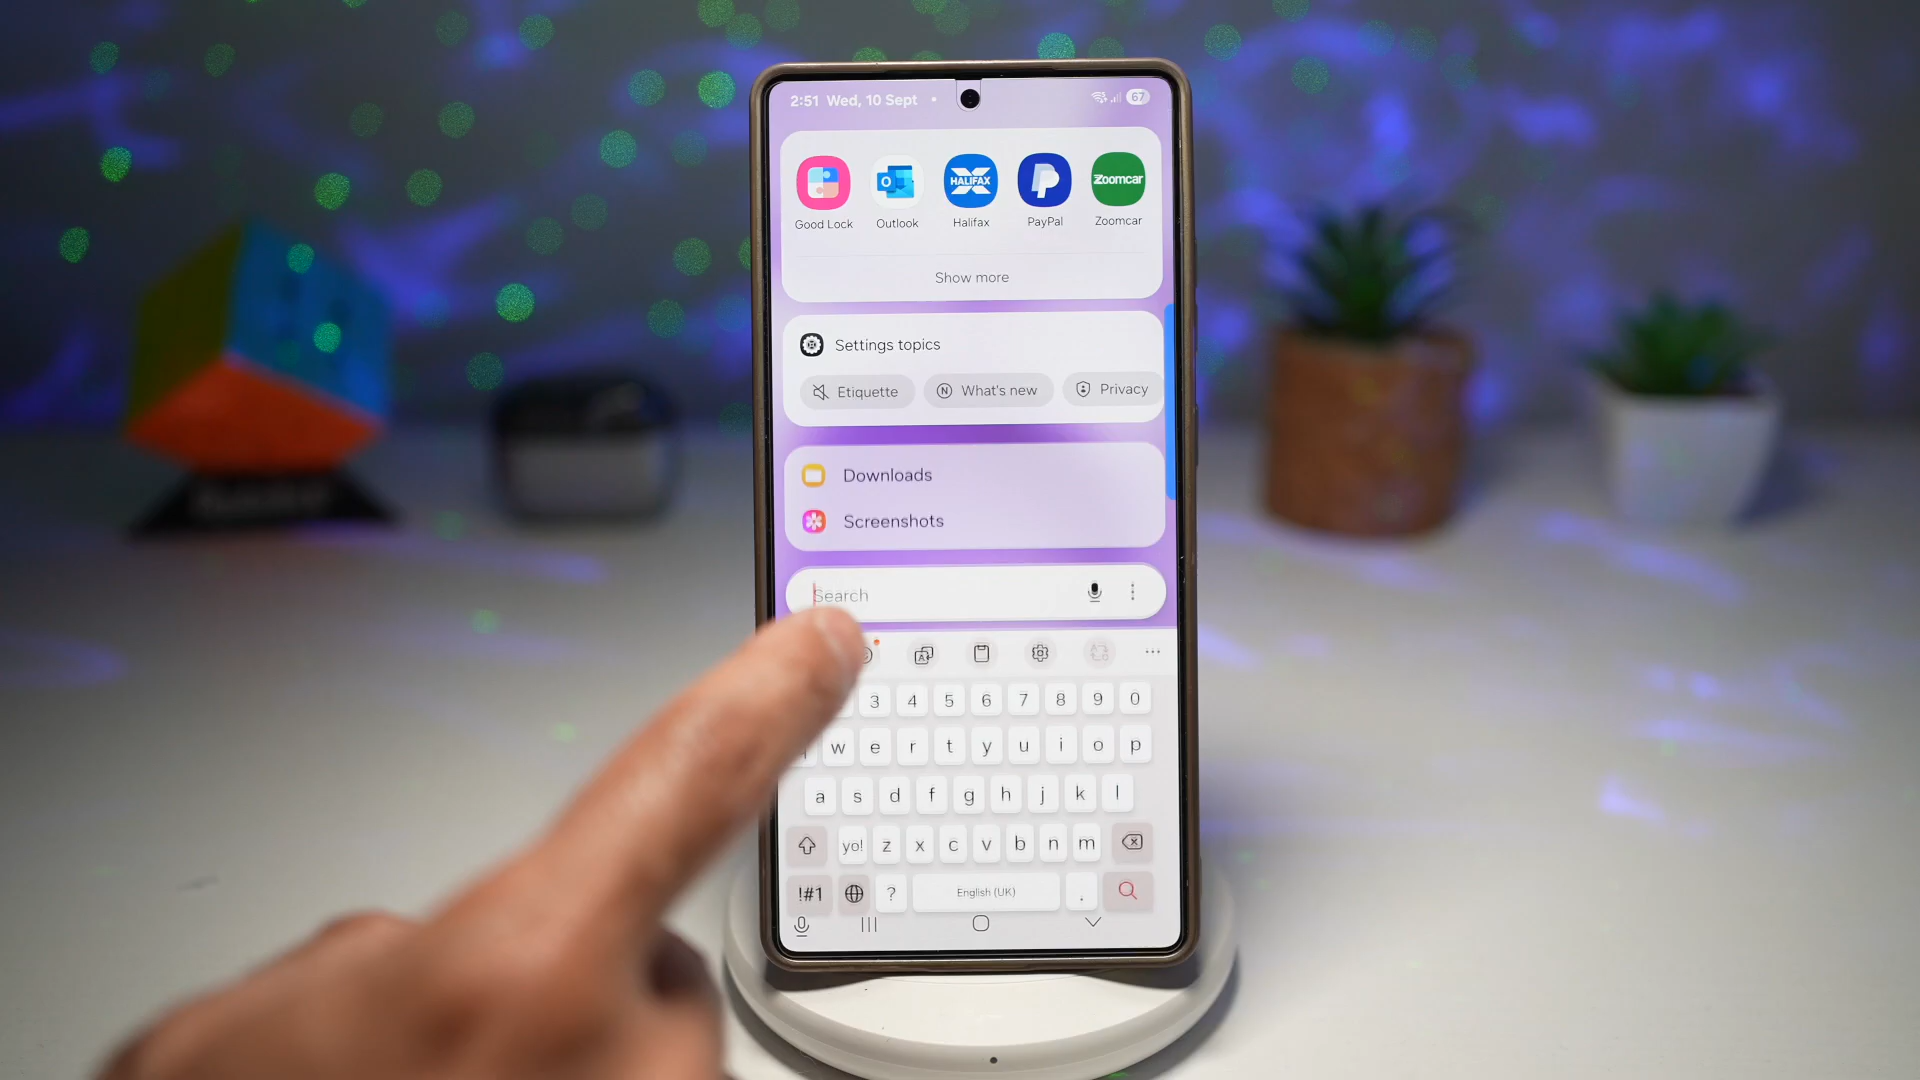 2:51 Wed, 10 Sept
67
HALIFAX
Zoomcar
Good Lock Outlook Halifax PayPal Zoomcar
Show more
Settings topics
Etiquette What's new Privacy
Downloads
Screenshots
Search
3 4 5 6 7 8 9 0
w e r t y u i o p
a s d f g h j k l
yo! z x c v b n m
!#1 ? English (UK) .